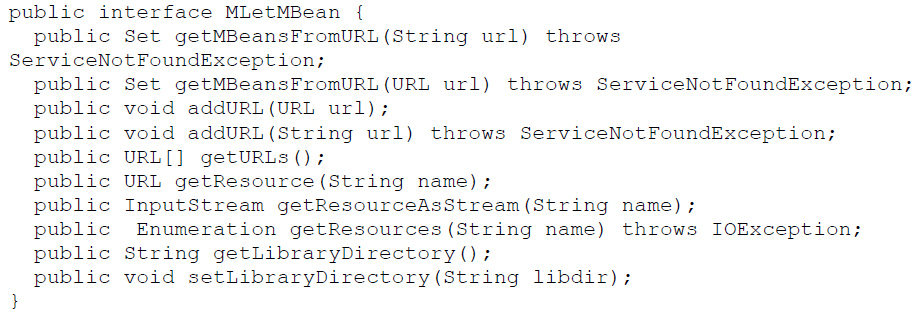 public interface MLetMBean {
  public Set getMBeansFromURL(String url) throws
ServiceNotFoundException;
  public Set getMBeansFromURL(URL url) throws ServiceNotFoundException;
  public void addURL(URL url);
  public void addURL(String url) throws ServiceNotFoundException;
  public URL[] getURLs();
  public URL getResource(String name);
  public InputStream getResourceAsStream(String name);
  public  Enumeration getResources(String name) throws IOException;
  public String getLibraryDirectory();
  public void setLibraryDirectory(String libdir);
}